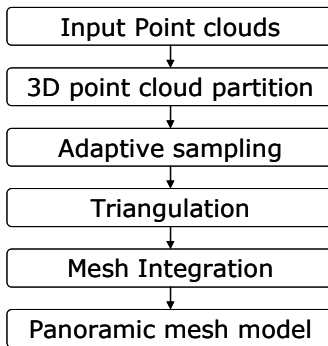 Input Point clouds
3D point cloud partition
Adaptive sampling
Triangulation
Mesh Integration
Panoramic mesh model